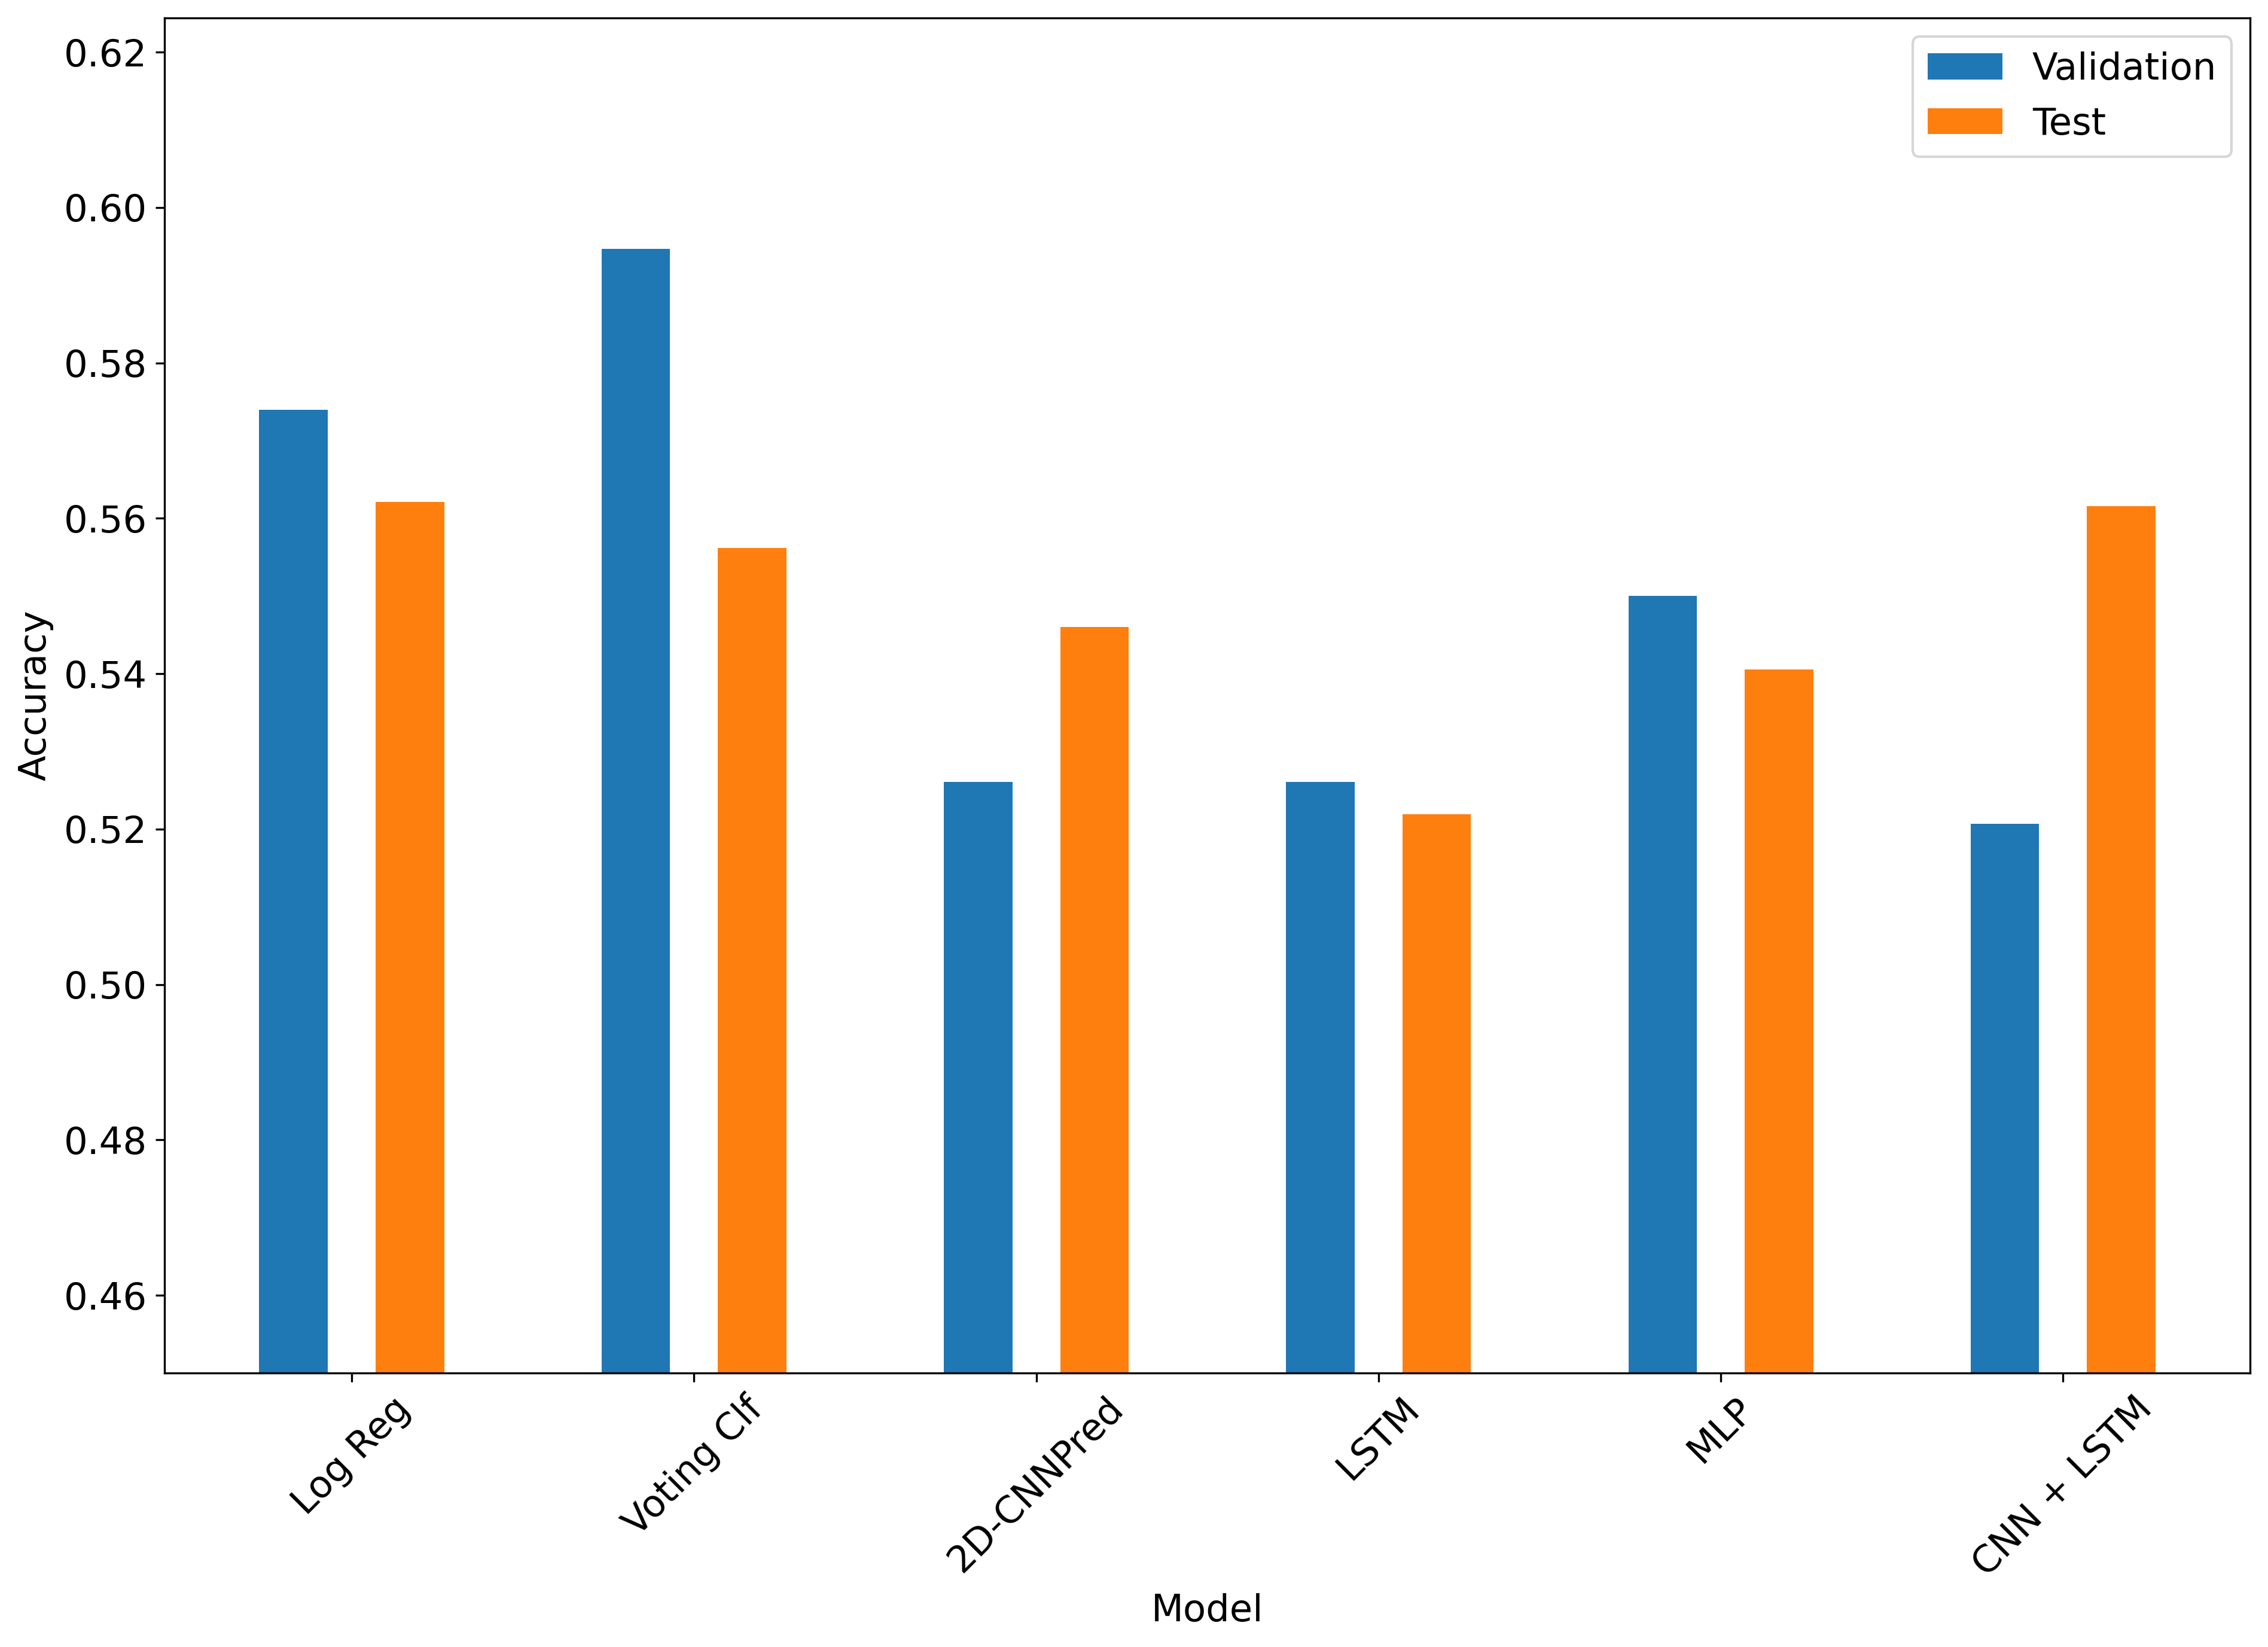 Accuracy
0.62
0.60
0.58
0.56
0.54
0.52
0.50
0.48
0.46
Validation
Test
Log Reg
Voting Clf
2D-CNNPred
LSTM
MLP
CNN + LSTM
Model